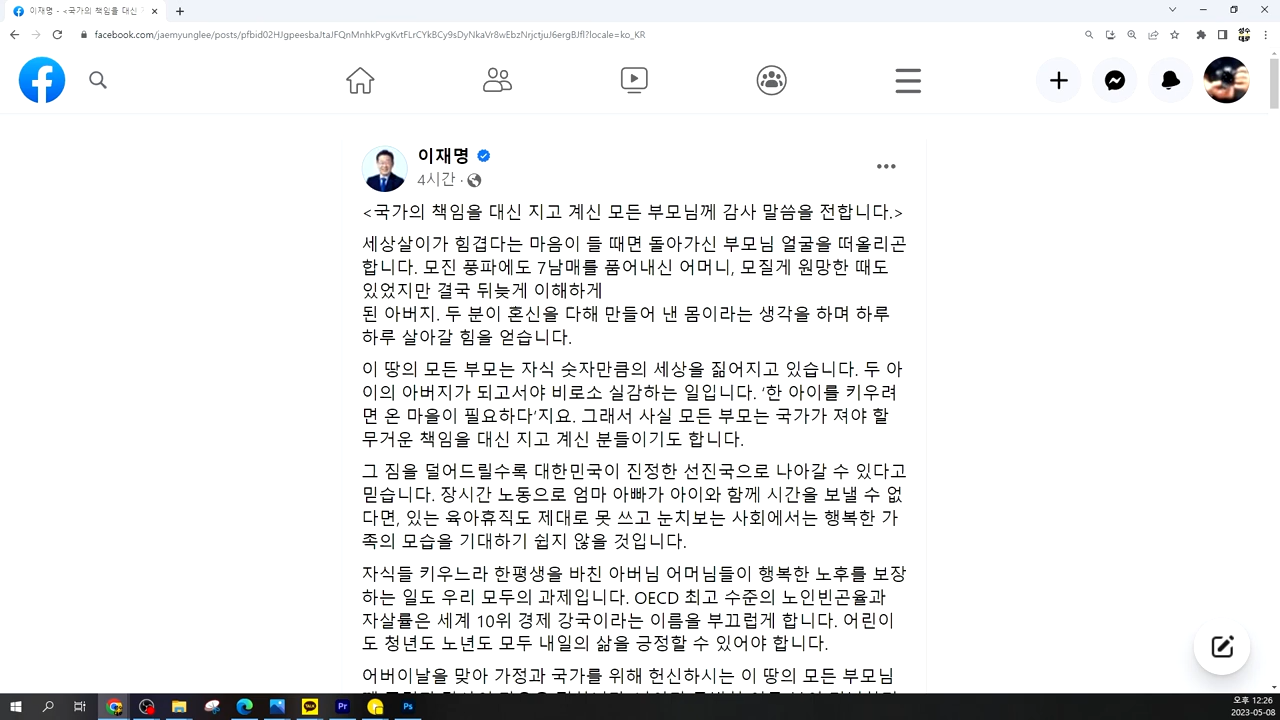 이재명 - <국가의 책임을 대신
facebook.com/jaemyunglee/posts/pfbid02HJgpeesbaJtaJFQnMnhkPvgKvtFLrCYkBCy9sDyNkaVr8wEbzNrjctjuJ6ergBJfl?locale=ko_KR
이재명
4시간 ·
<국가의 책임을 대신 지고 계신 모든 부모님께 감사 말씀을 전합니다.>
세상살이가 힘겹다는 마음이 들 때면 돌아가신 부모님 얼굴을 떠올리곤
합니다. 모진 풍파에도 7남매를 품어내신 어머니, 모질게 원망한 때도
있었지만 결국 뒤늦게 이해하게
된 아버지. 두 분이 혼신을 다해 만들어 낸 몸이라는 생각을 하며 하루
하루 살아갈 힘을 얻습니다.
이 땅의 모든 부모는 자식 숫자만큼의 세상을 짊어지고 있습니다. 두 아
이의 아버지가 되고서야 비로소 실감하는 일입니다. ‘한 아이를 키우려
면 온 마을이 필요하다’지요. 그래서 사실 모든 부모는 국가가 져야 할
무거운 책임을 대신 지고 계신 분들이기도 합니다.
그 짐을 덜어드릴수록 대한민국이 진정한 선진국으로 나아갈 수 있다고
믿습니다. 장시간 노동으로 엄마 아빠가 아이와 함께 시간을 보낼 수 없
다면, 있는 육아휴직도 제대로 못 쓰고 눈치보는 사회에서는 행복한 가
족의 모습을 기대하기 쉽지 않을 것입니다.
자식들 키우느라 한평생을 바친 아버님 어머님들이 행복한 노후를 보장
하는 일도 우리 모두의 과제입니다. OECD 최고 수준의 노인빈곤율과
자살률은 세계 10위 경제 강국이라는 이름을 부끄럽게 합니다. 어린이
도 청년도 노년도 모두 내일의 삶을 긍정할 수 있어야 합니다.
어버이날을 맞아 가정과 국가를 위해 헌신하시는 이 땅의 모든 부모님
오후 12:26
2023-05-08